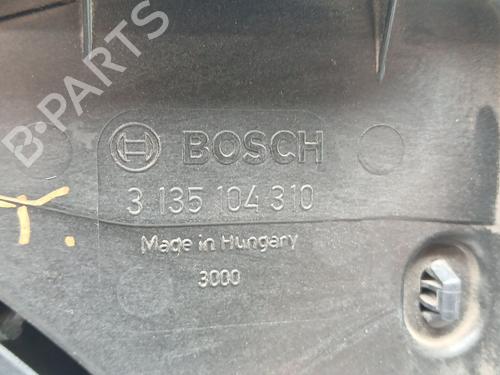 B-PARTS
BOSCH
3 135 104 310
Made in Hungary
3000